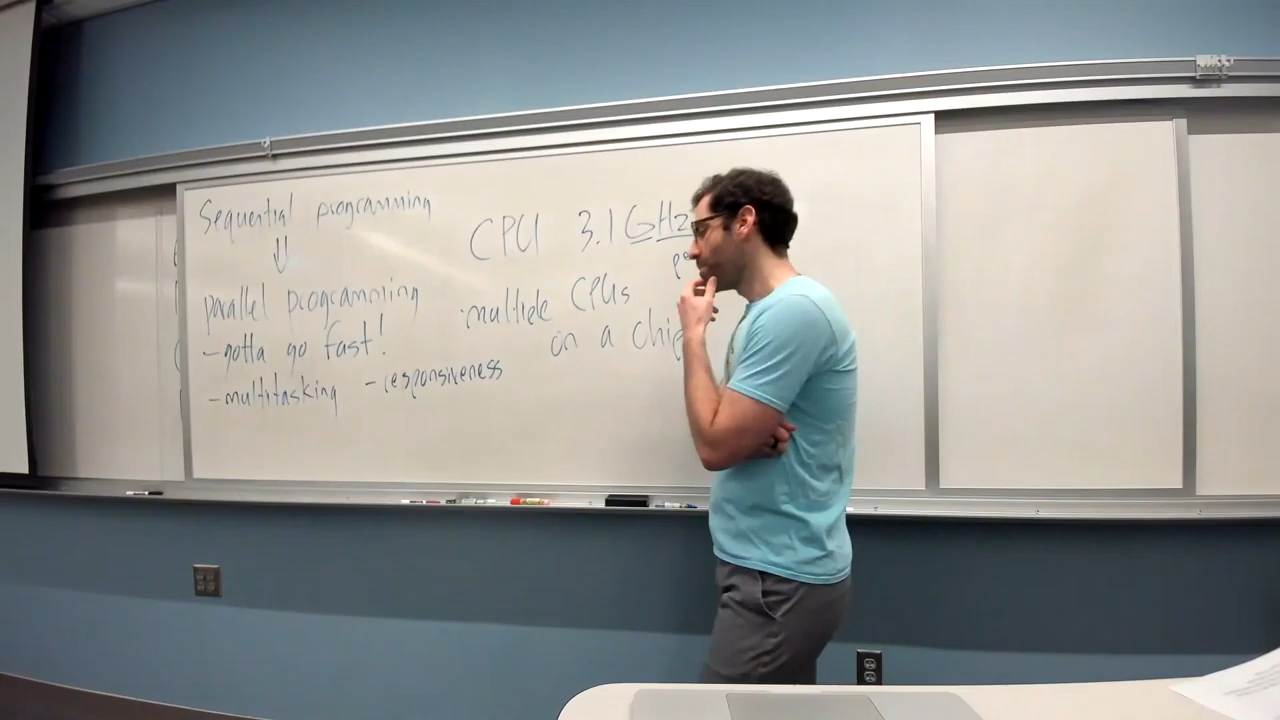 Sequential programming
⇓
parallel programming
- gotta go fast!
- multitasking - responsiveness
CPU 3.1 GHz
multiple CPUs
on a chi